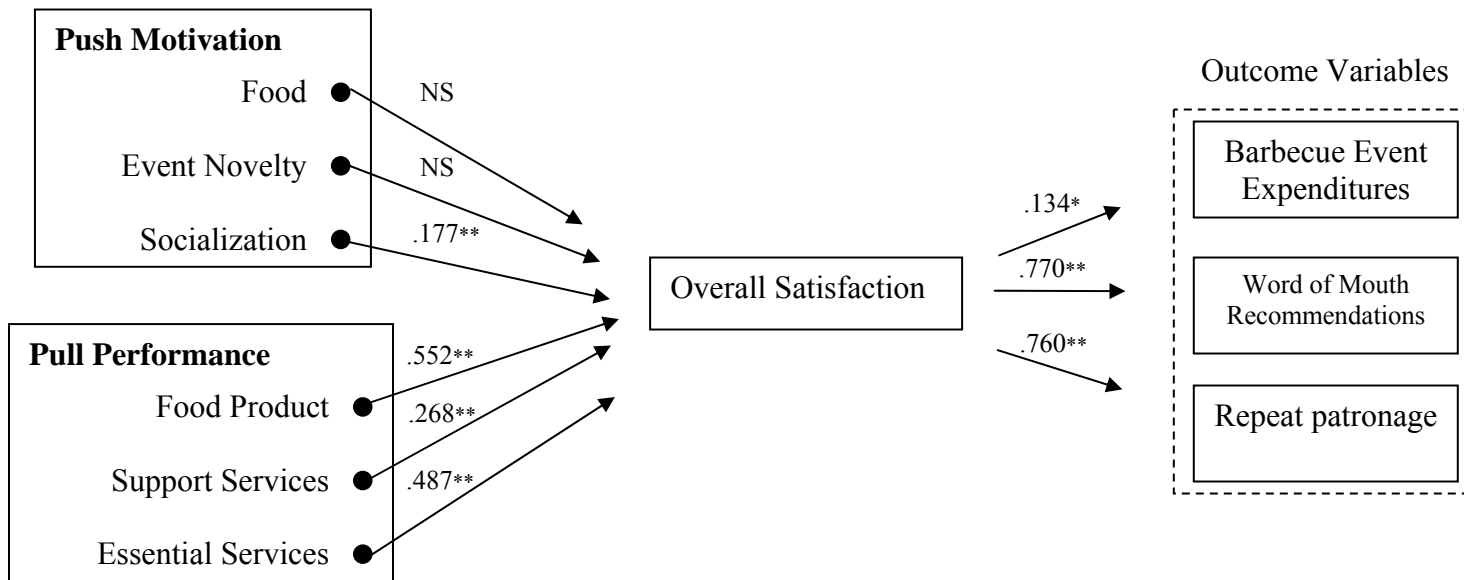 Push Motivation
Food
NS
Event Novelty
NS
Socialization
.177**
Pull Performance
.552**
Food Product
.268**
Support Services
.487**
Essential Services
Overall Satisfaction
.134*
.770**
.760**
Outcome Variables
Barbecue Event
Expenditures
Word of Mouth
Recommendations
Repeat patronage